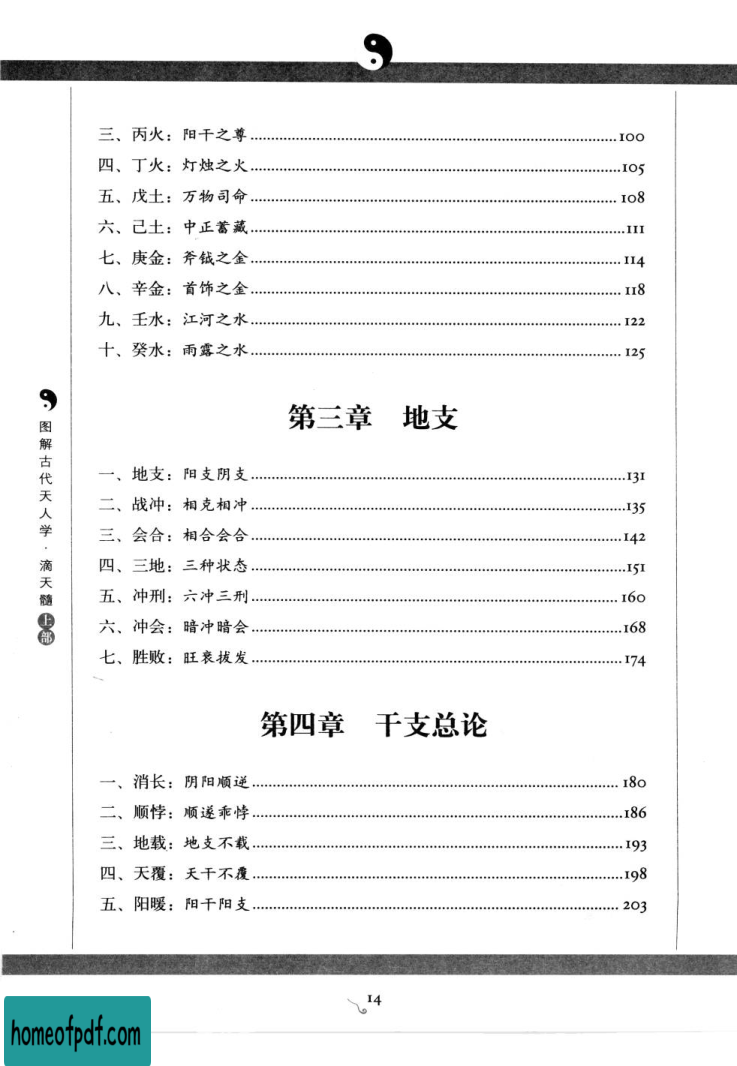 三、丙火：阳干之尊……100
四、丁火：灯烛之火……105
五、戊土：万物司命……108
六、己土：中正蓄藏……111
七、庚金：斧钺之金……114
八、辛金：首饰之金……118
九、壬水：江河之水……122
十、癸水：雨露之水……125
第三章 地支
一、地支：阳支阴支……131
二、战冲：相克相冲……135
三、会合：相合会合……142
四、三地：三种状态……151
五、冲刑：六冲三刑……160
六、冲会：暗冲暗会……168
七、胜败：旺衰拔发……174
第四章 干支总论
一、消长：阴阳顺逆……180
二、顺悖：顺遂乖悖……186
三、地载：地支不载……193
四、天覆：天干不覆……198
五、阳暖：阳干阳支……203
图解古代天人学·滴天髓 上部
14
homeofpdf.com